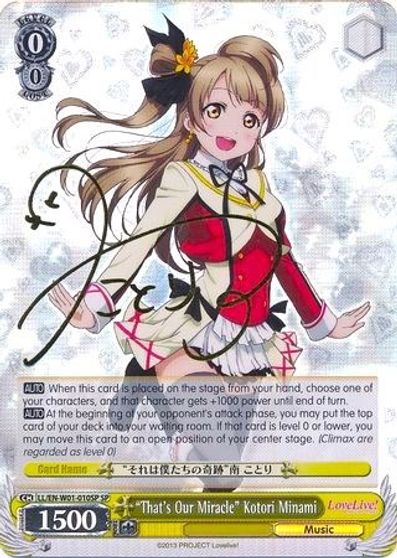 LEVEL
0
0
COST
ことり
AUTO When this card is placed on the stage from your hand, choose one
of your characters, and that character gets +1000 power until end of turn.
AUTO At the beginning of your opponent's attack phase, you may put the top
card of your deck into your waiting room. If that card is level 0 or lower, you
may move this card to an open position of your center stage. (Climax are
regarded as level 0)
Card Name
"それは僕たちの奇跡"南 ことり
CH LL/EN-W01-010SP SP
1500
"That's Our Miracle" Kotori Minami
LoveLive!
Music
©2013 PROJECT Lovelive!